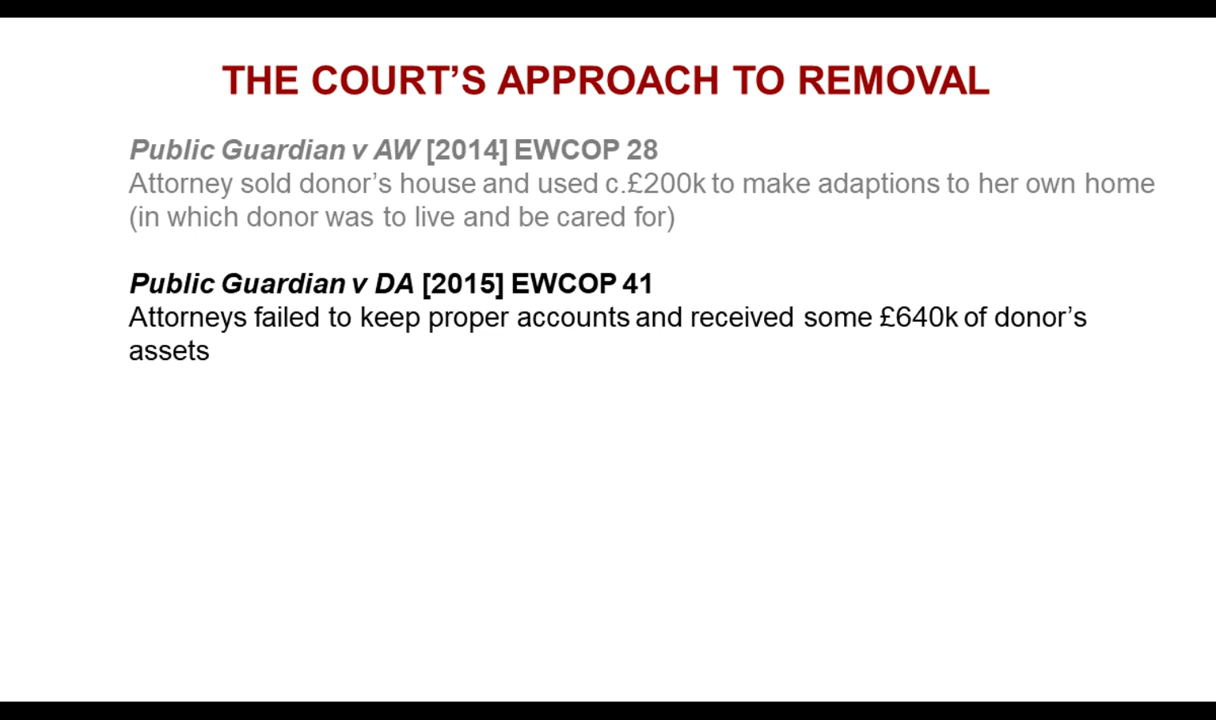 THE COURT’S APPROACH TO REMOVAL
Public Guardian v AW [2014] EWCOP 28
Attorney sold donor’s house and used c.£200k to make adaptions to her own home
(in which donor was to live and be cared for)
Public Guardian v DA [2015] EWCOP 41
Attorneys failed to keep proper accounts and received some £640k of donor’s
assets